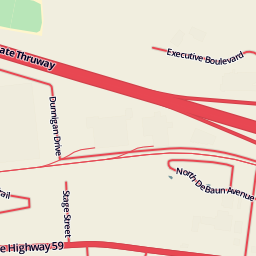 ate Thruway
Executive Boulevard
Dunnigan Drive
North DeBaun Avenue
ail
Stage Street
e Highway 59